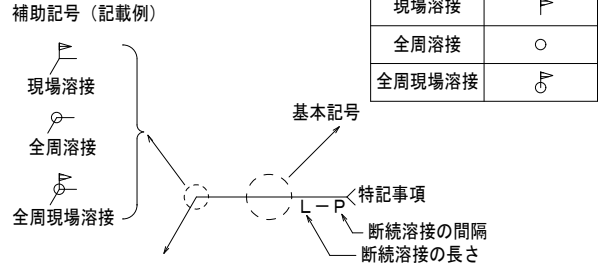 補助記号（記載例）
現場溶接
全周溶接
全周現場溶接
現場溶接
全周溶接
全周現場溶接
基本記号
特記事項
L－P
断続溶接の間隔
断続溶接の長さ